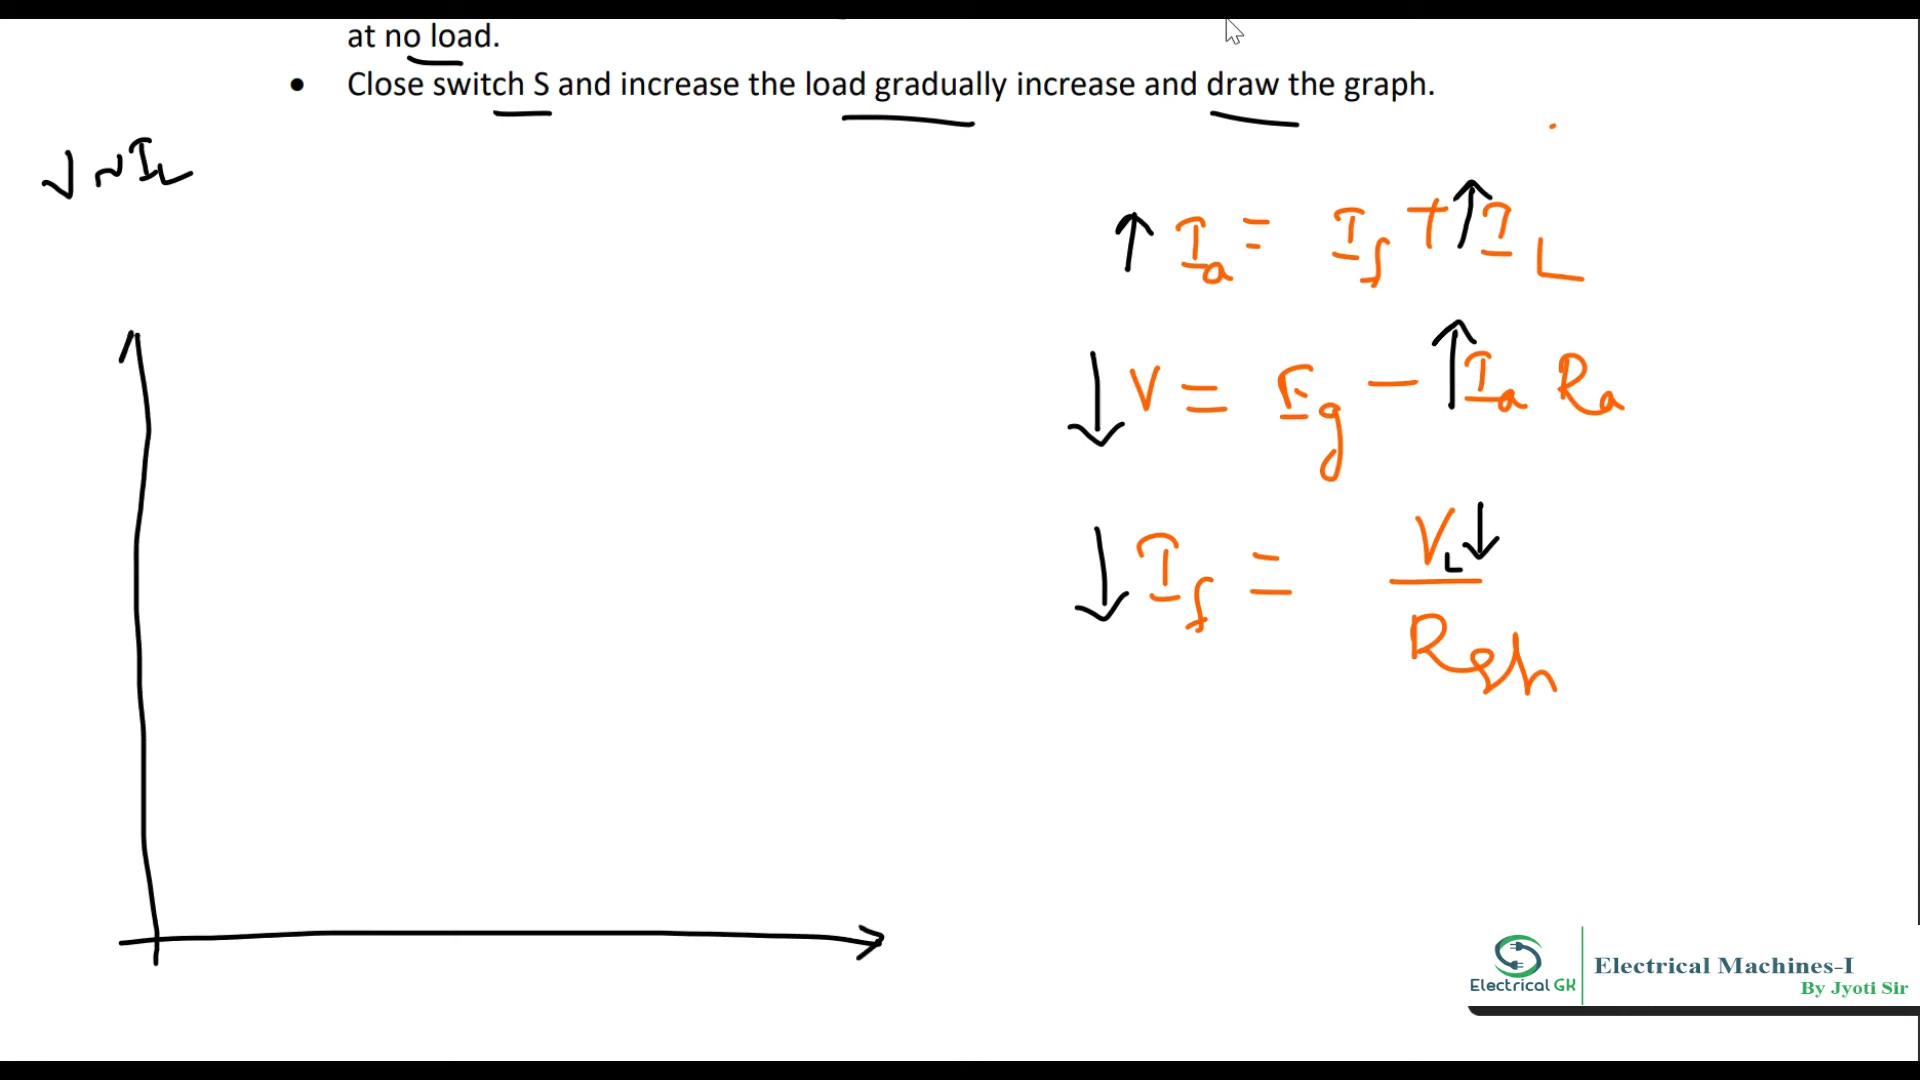 at no load.
• Close switch S and increase the load gradually increase and draw the graph.
V ~ IL
↑ Ia = If + ↑ IL
↓ V = Eg - ↑ Ia Ra
↓ If = VL ↓
Rsh
Electrical GK
Electrical Machines-I
By Jyoti Sir